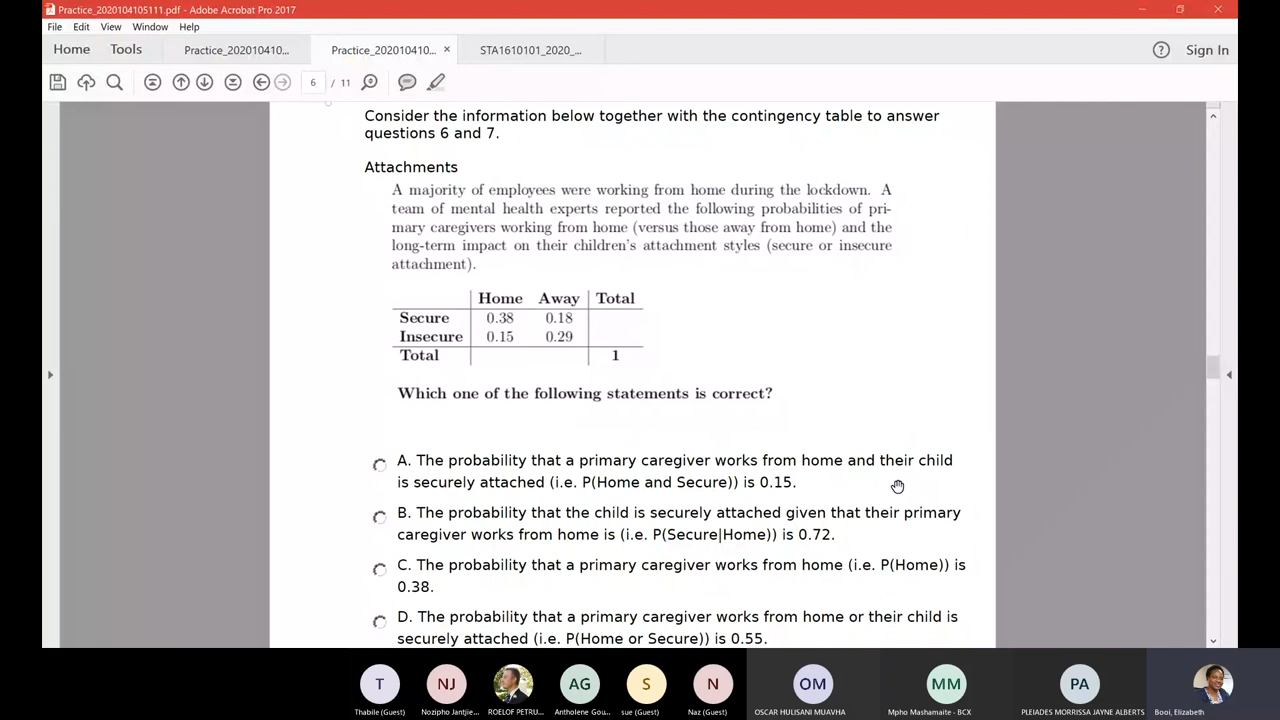 Practice_2020104105111.pdf - Adobe Acrobat Pro 2017
File Edit View Window Help
Home Tools Practice_202010410... Practice_202010410... × STA1610101_2020_... Sign In
6 / 11
Consider the information below together with the contingency table to answer
questions 6 and 7.
Attachments
A majority of employees were working from home during the lockdown. A
team of mental health experts reported the following probabilities of pri-
mary caregivers working from home (versus those away from home) and the
long-term impact on their children's attachment styles (secure or insecure
attachment).
Home Away Total
Secure 0.38 0.18
Insecure 0.15 0.29
Total 1
Which one of the following statements is correct?
A. The probability that a primary caregiver works from home and their child
is securely attached (i.e. P(Home and Secure)) is 0.15.
B. The probability that the child is securely attached given that their primary
caregiver works from home is (i.e. P(Secure|Home)) is 0.72.
C. The probability that a primary caregiver works from home (i.e. P(Home)) is
0.38.
D. The probability that a primary caregiver works from home or their child is
securely attached (i.e. P(Home or Secure)) is 0.55.
T NJ AG S N OM MM PA
Thabile (Guest) Nozipho Jantjie... ROELOF PETRU... Antholene Gou... sue (Guest) Naz (Guest) OSCAR HULISANI MUAVHA Mpho Mashamaite - BCX PLEIADES MORRISSA JAYNE ALBERTS Booi, Elizabeth